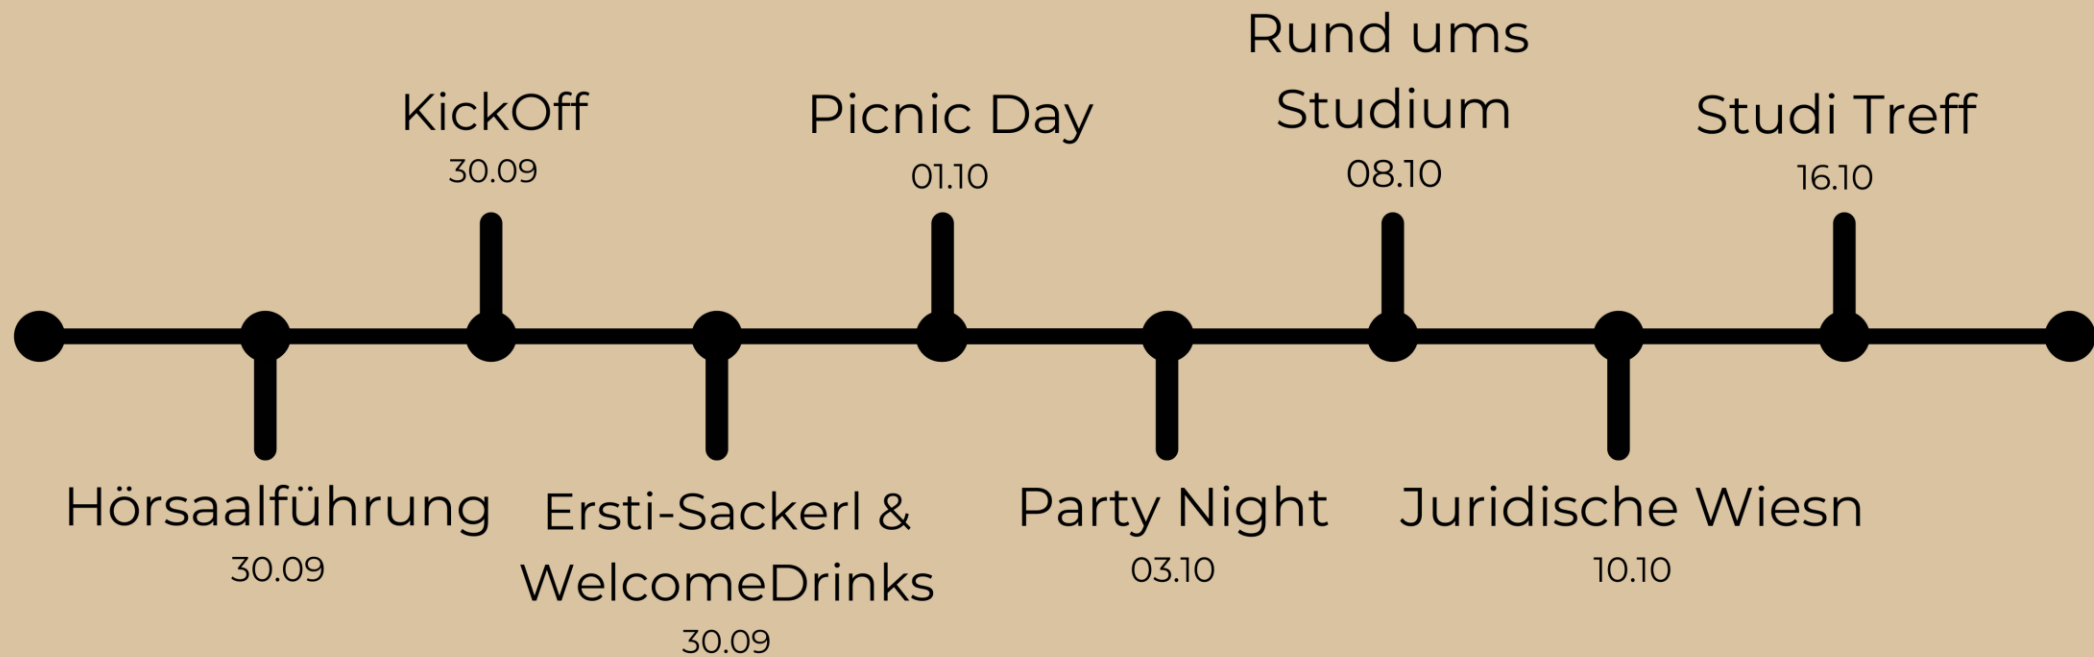 Hörsaalführung
30.09
KickOff
30.09
Ersti-Sackerl &
WelcomeDrinks
30.09
Picnic Day
01.10
Party Night
03.10
Rund ums
Studium
08.10
Juridische Wiesn
10.10
Studi Treff
16.10